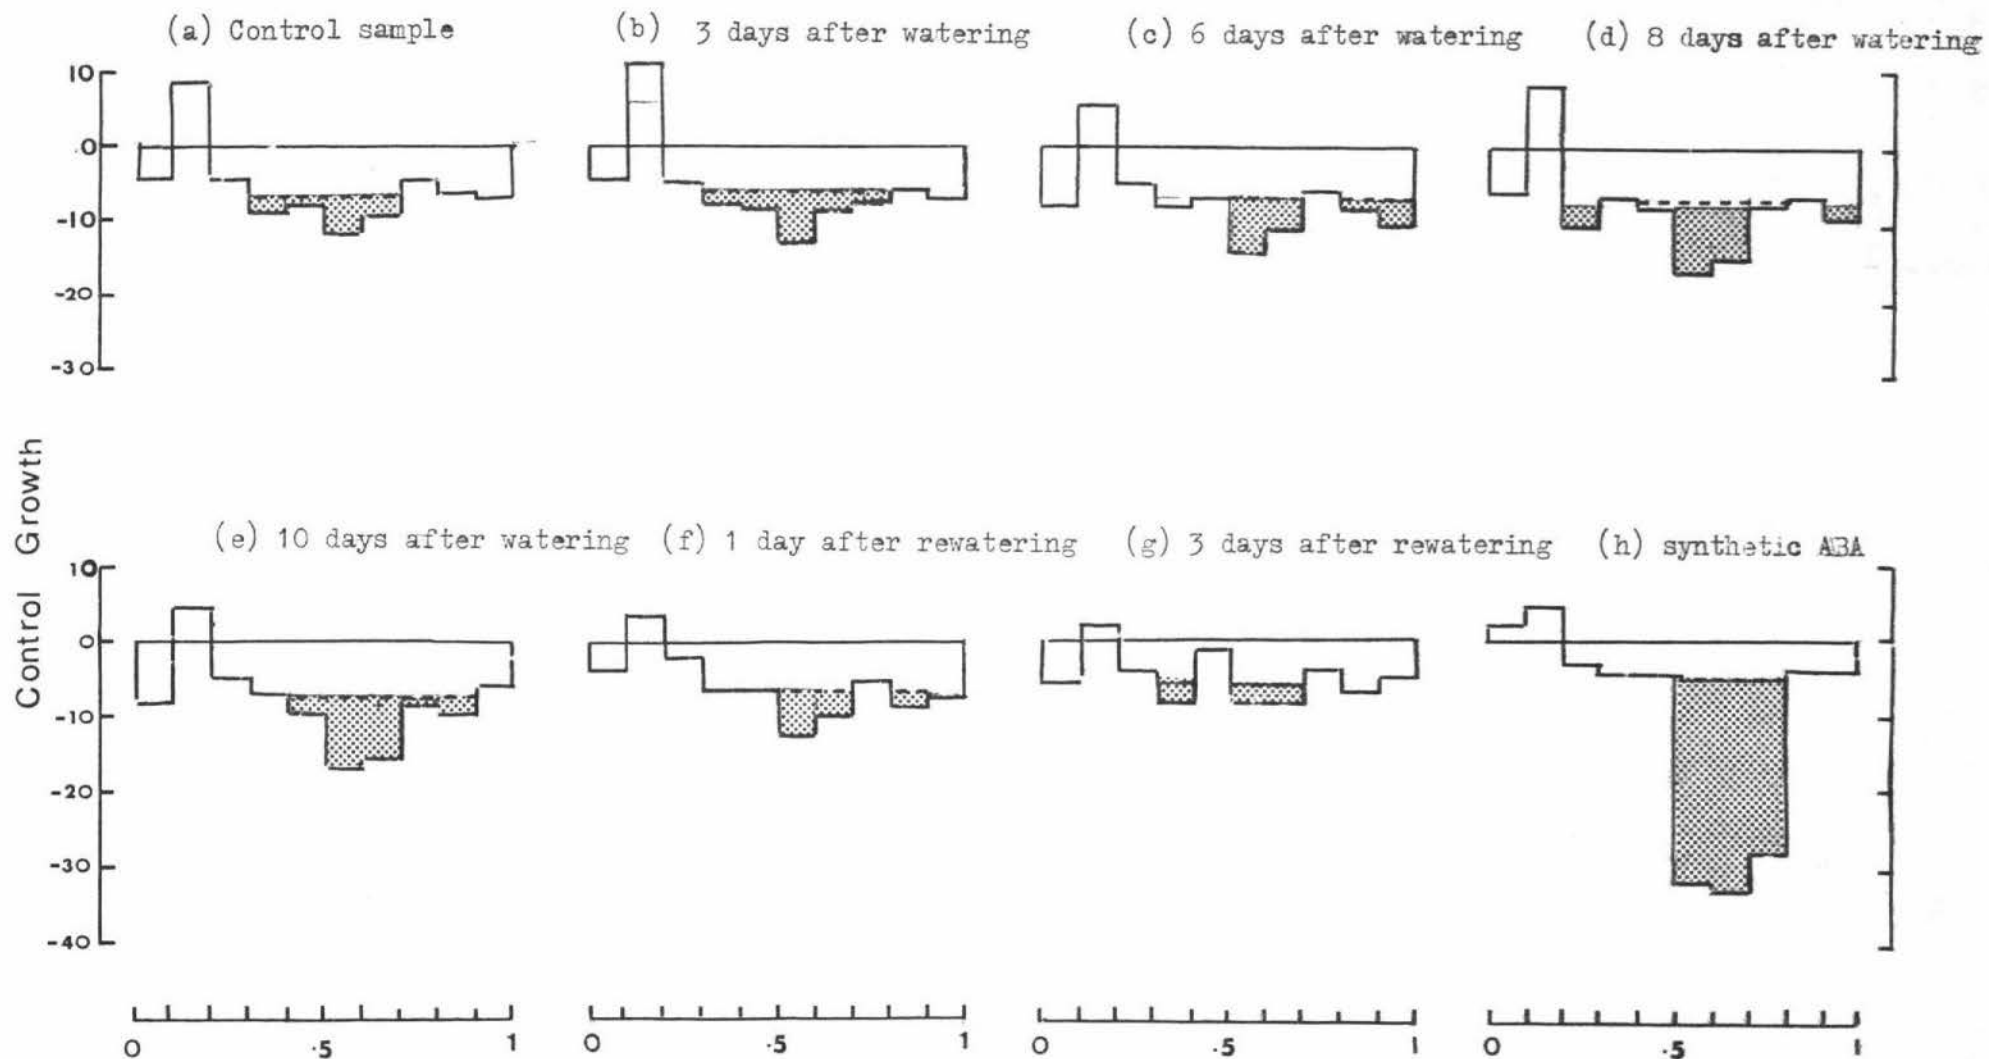 (a) Control sample
(b) 3 days after watering
(c) 6 days after watering
(d) 8 days after watering
10
0
-10
-20
-30
Control Growth
(e) 10 days after watering
(f) 1 day after rewatering
(g) 3 days after rewatering
(h) synthetic ABA
10
0
-10
-20
-30
-40
0 .5 1
0 .5 1
0 .5 1
0 .5 1